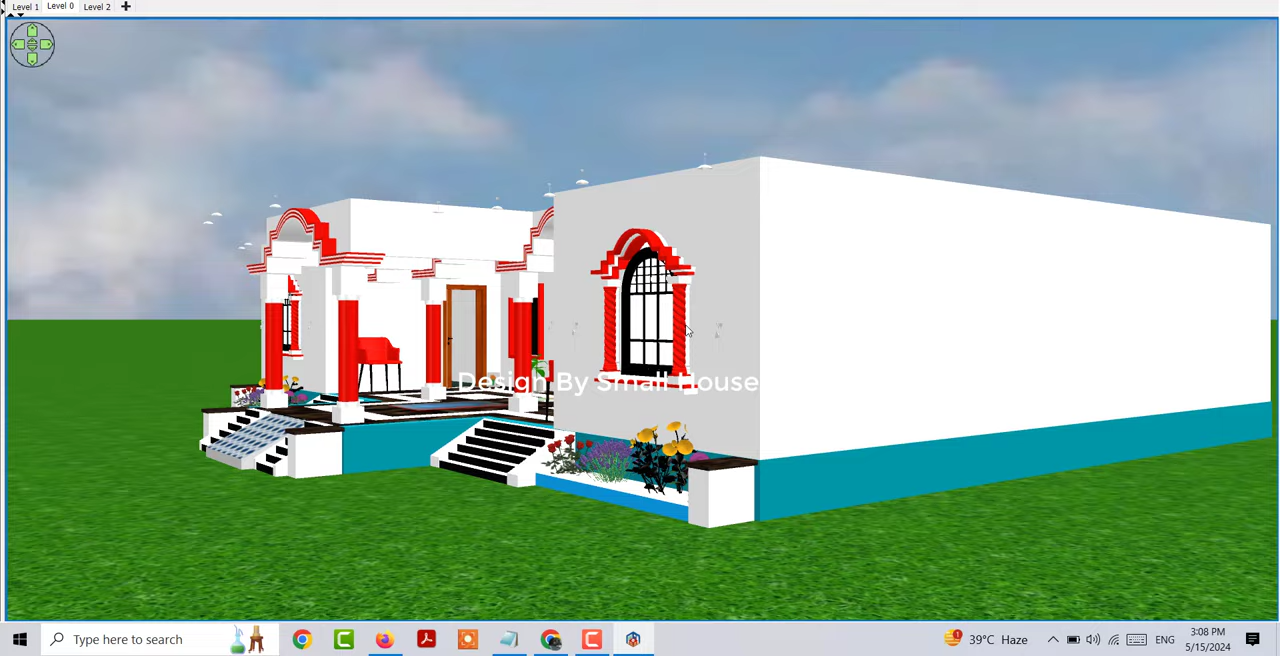 Level 1 Level 0 Level 2
Design By Small House
Type here to search
1
39°C Haze
ENG
3:08 PM
5/15/2024